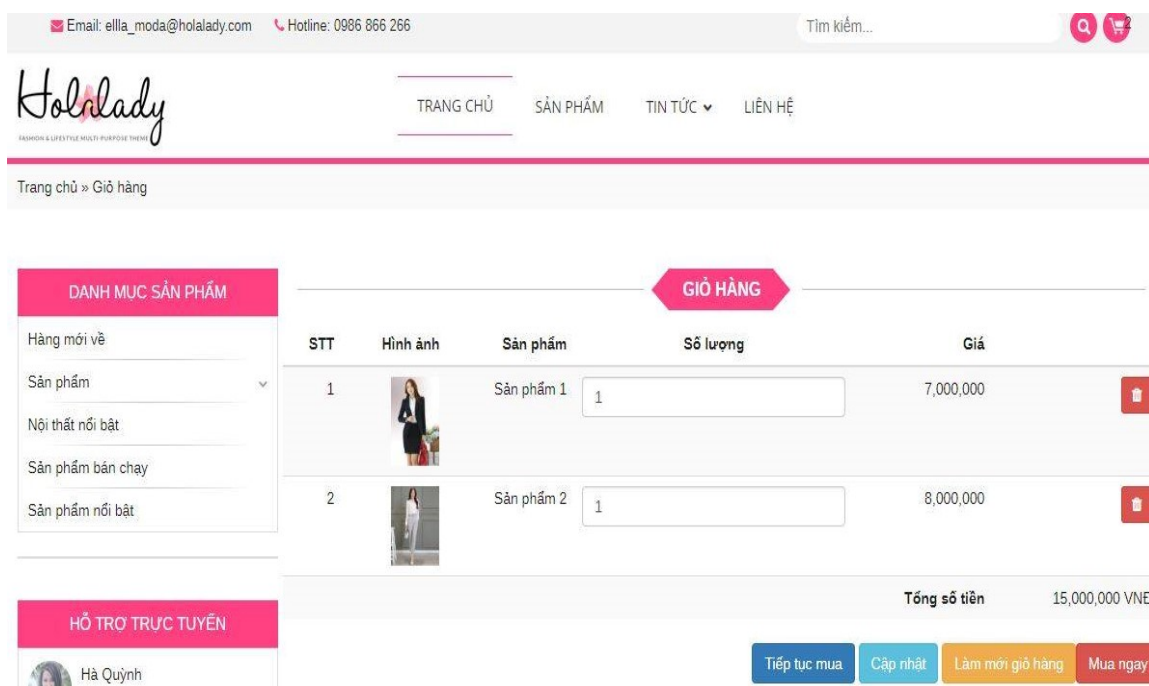 Email: ellla_moda@holalady.com Hotline: 0986 866 266 Tìm kiếm... 2
Holalady
FASHION & LIFESTYLE MULTI-PURPOSE THEME
TRANG CHỦ SẢN PHẨM TIN TỨC LIÊN HỆ
Trang chủ » Giỏ hàng
DANH MỤC SẢN PHẨM
Hàng mới về
Sản phẩm
Nội thất nổi bật
Sản phẩm bán chạy
Sản phẩm nổi bật
HỖ TRỢ TRỰC TUYẾN
Hà Quỳnh
GIỎ HÀNG
STT Hình ảnh Sản phẩm Số lượng Giá
1 Sản phẩm 1 1 7,000,000
2 Sản phẩm 2 1 8,000,000
Tổng số tiền 15,000,000 VNĐ
Tiếp tục mua Cập nhật Làm mới giỏ hàng Mua ngay